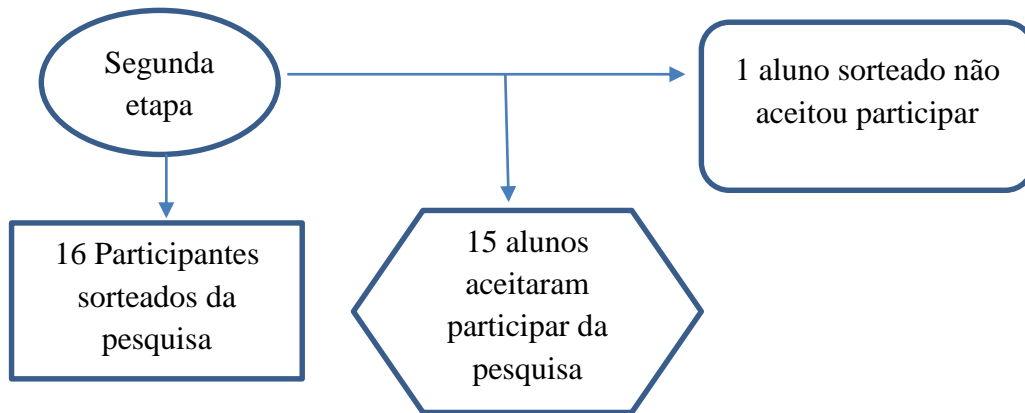 Segunda
etapa
1 aluno sorteado não
aceitou participar
16 Participantes
sorteados da
pesquisa
15 alunos
aceitaram
participar da
pesquisa